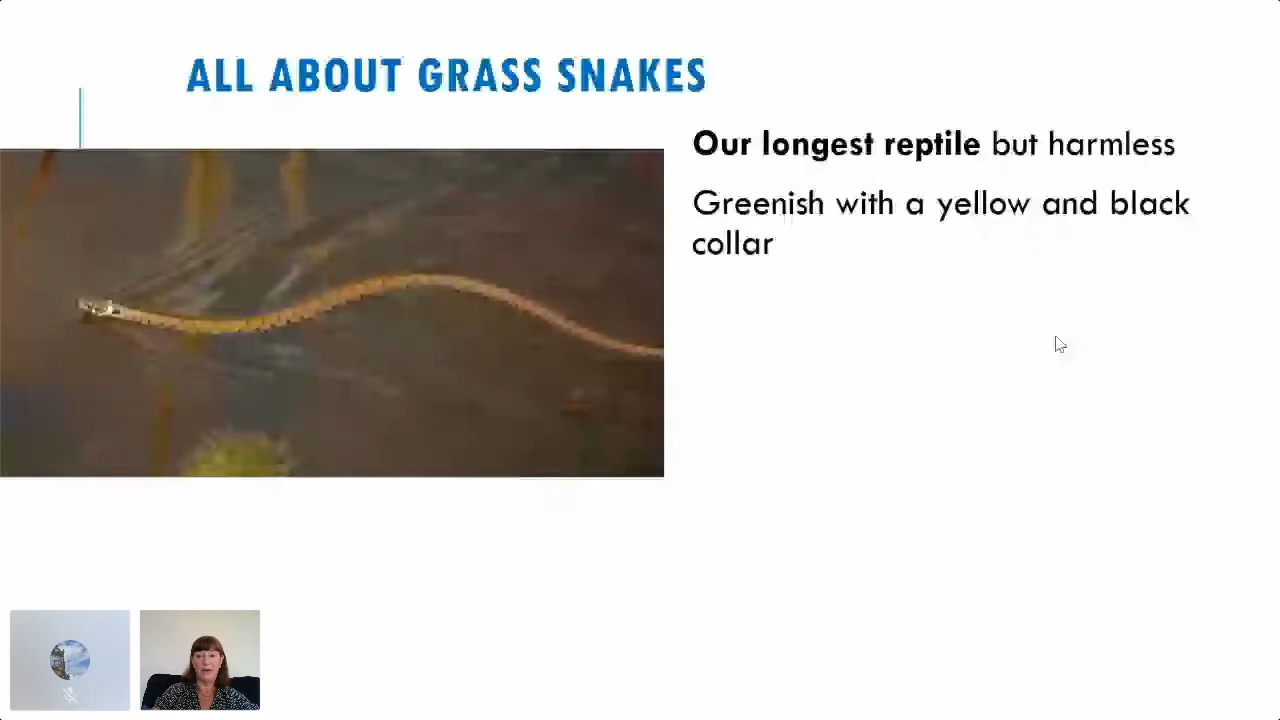 ALL ABOUT GRASS SNAKES
Our longest reptile but harmless
Greenish with a yellow and black
collar